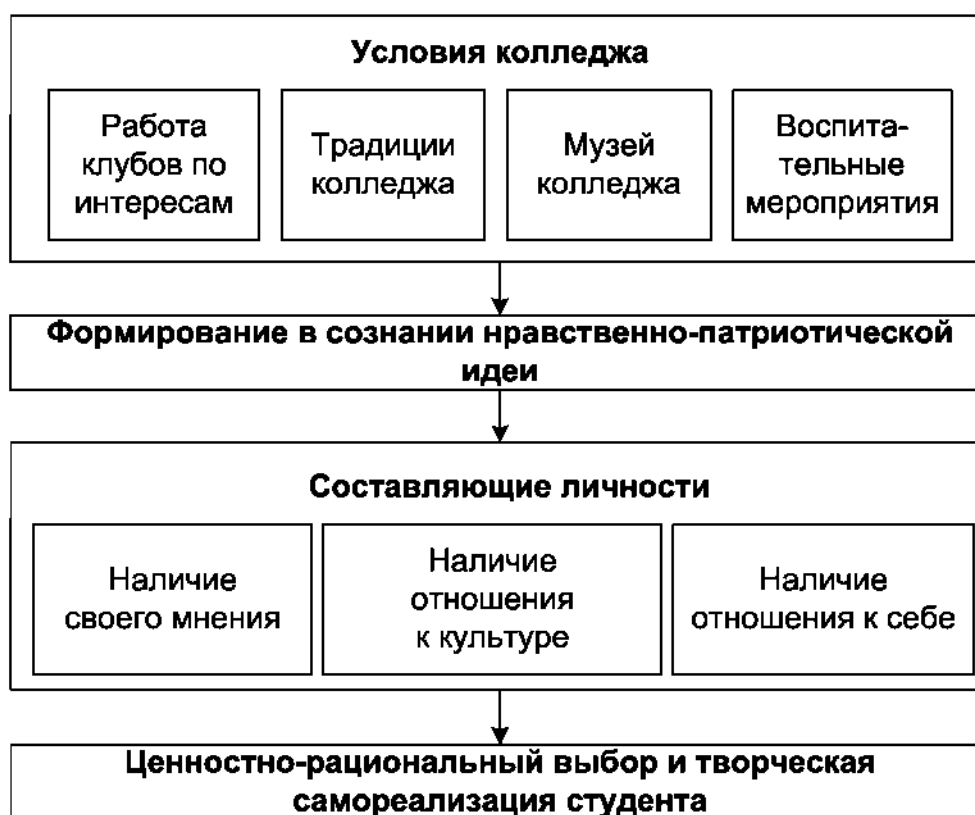 Условия колледжа
Работа
клубов по
интересам
Традиции
колледжа
Музей
колледжа
Воспита-
тельные
мероприятия
Формирование в сознании нравственно-патриотической
идеи
Составляющие личности
Наличие
своего мнения
Наличие
отношения
к культуре
Наличие
отношения к себе
Ценностно-рациональный выбор и творческая
самореализация студента